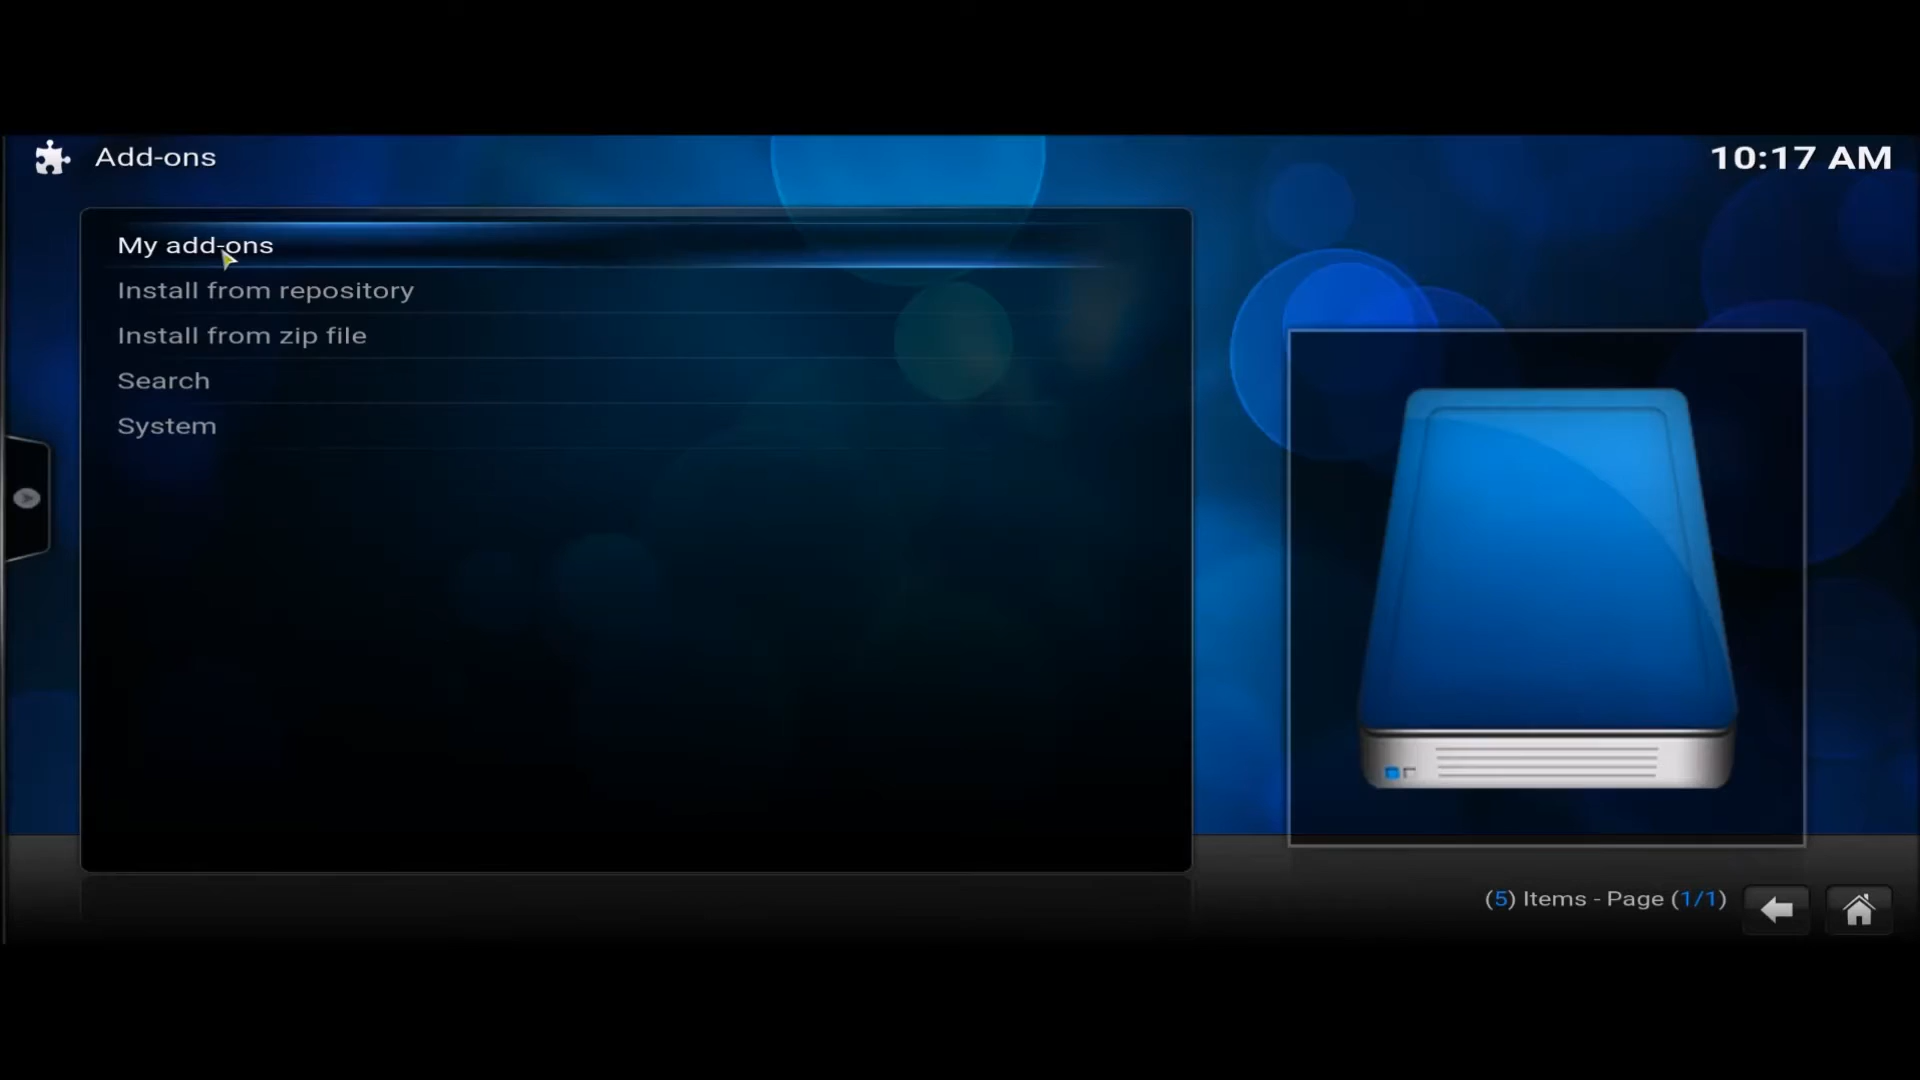 Add-ons
10:17 AM
My add-ons
Install from repository
Install from zip file
Search
System
(5) Items - Page (1/1)